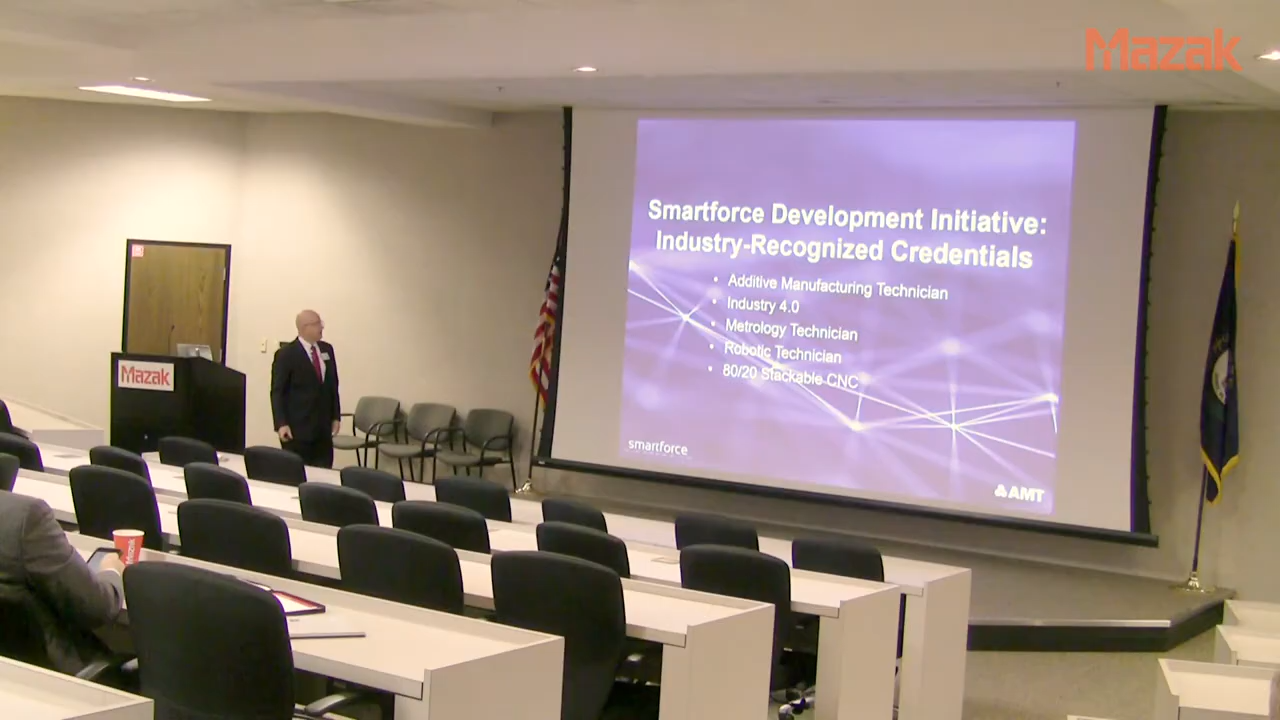 Mazak
Smartforce Development Initiative:
Industry-Recognized Credentials
• Additive Manufacturing Technician
• Industry 4.0
• Metrology Technician
• Robotic Technician
• 80/20 Stackable CNC
smartforce
AMT
Mazak
Mazak